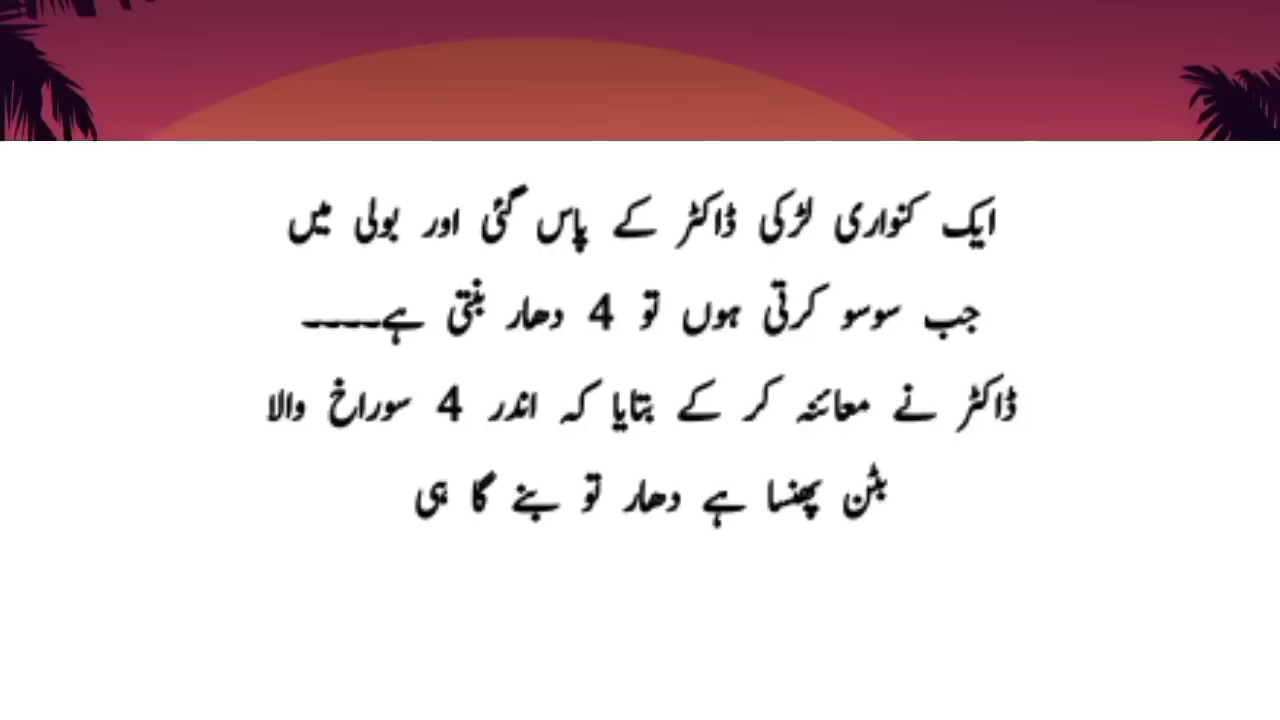 ایک کنواری لڑکی ڈاکٹر کے پاس گئی اور بولی میں
جب سوسو کرتی ہوں تو 4 دھار بنتی ہے۔۔۔۔
ڈاکٹر نے معائنہ کر کے بتایا کہ اندر 4 سوراخ والا
بٹن پھنسا ہے دھار تو بنے گا ہی